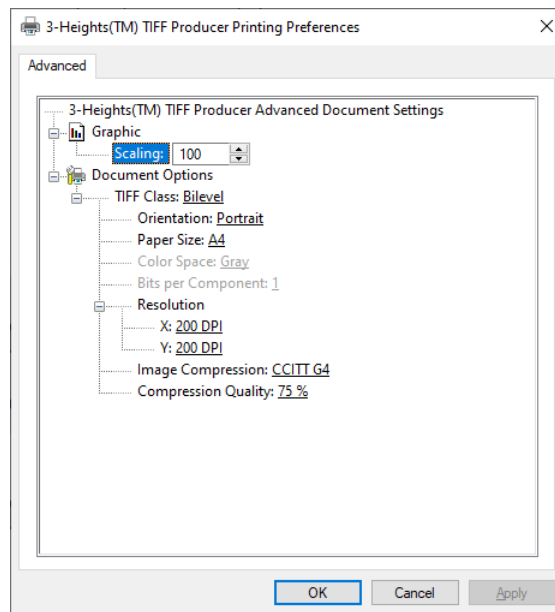 3-Heights(TM) TIFF Producer Printing Preferences
Advanced
3-Heights(TM) TIFF Producer Advanced Document Settings
Graphic
Scaling: 100
Document Options
TIFF Class: Bilevel
Orientation: Portrait
Paper Size: A4
Color Space: Gray
Bits per Component: 1
Resolution
X: 200 DPI
Y: 200 DPI
Image Compression: CCITT G4
Compression Quality: 75 %
OK Cancel Apply